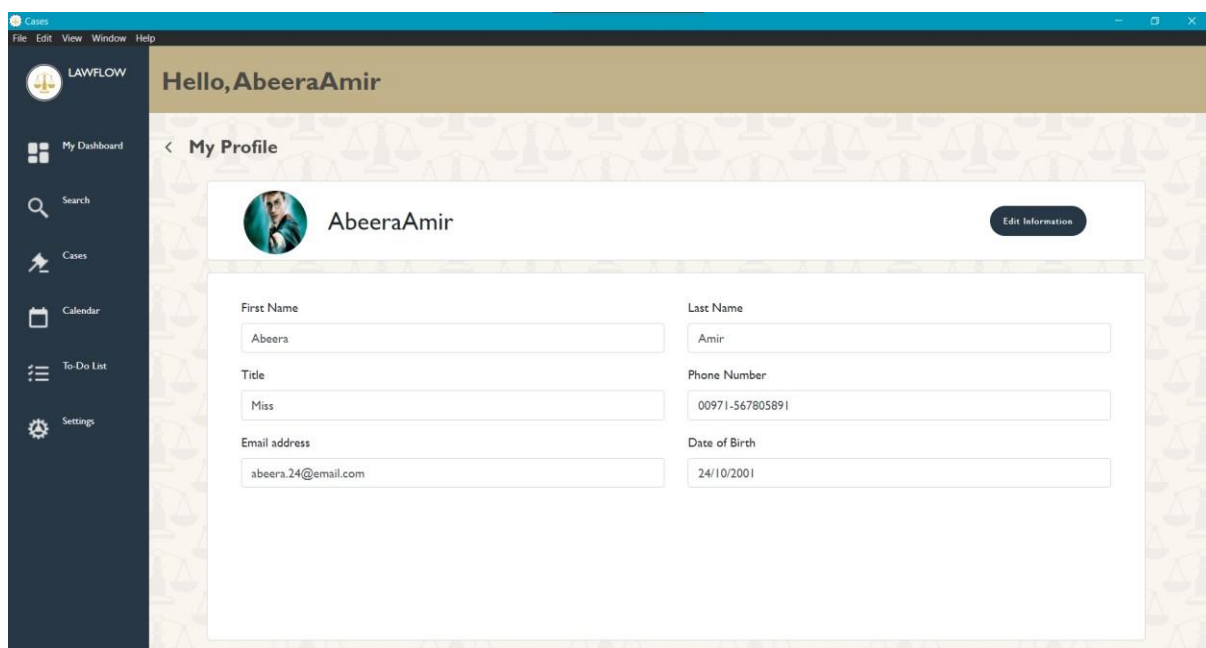 Cases
File Edit View Window Help
LAWFLOW
Hello,AbeeraAmir
My Dashboard
< My Profile
Search
AbeeraAmir
Edit Information
Cases
First Name
Last Name
Calendar
Abeera
Amir
To-Do List
Title
Phone Number
Miss
00971-567805891
Settings
Email address
Date of Birth
abeera.24@email.com
24/10/2001